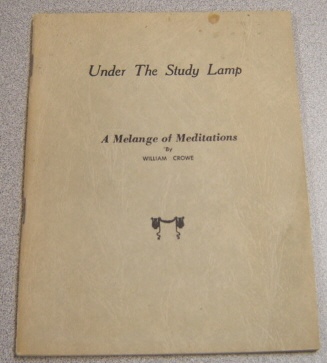 Under The Study Lamp
A Melange of Meditations
By
WILLIAM CROWE